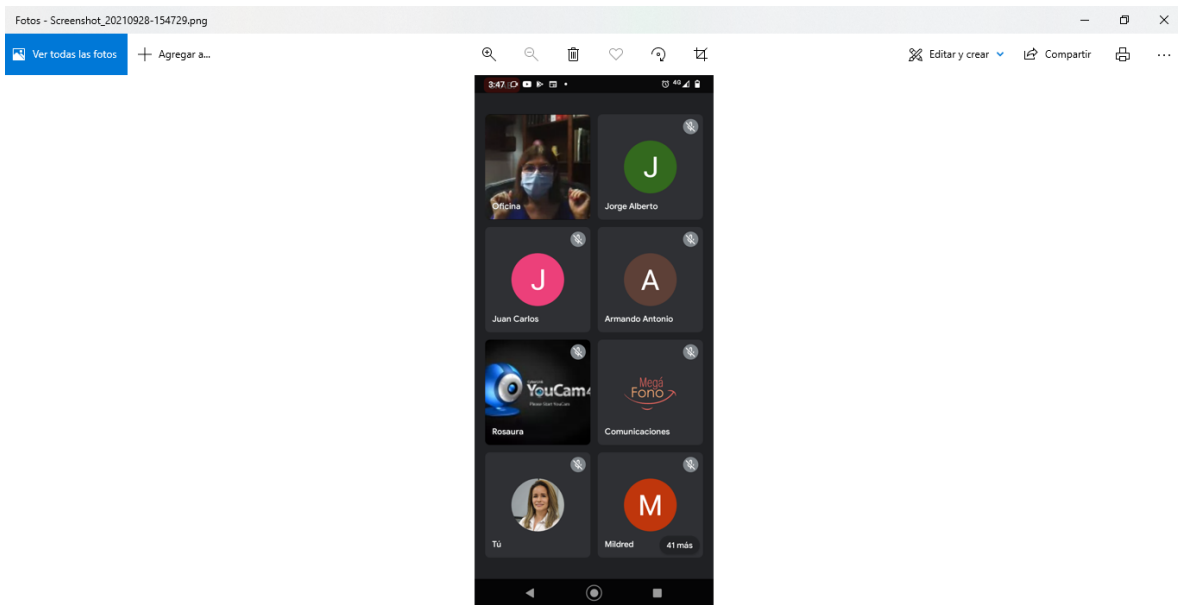 Fotos - Screenshot_20210928-154729.png
Ver todas las fotos
Agregar a...
Editar y crear
Compartir
3:47
4G
Oficina
J
Jorge Alberto
J
Juan Carlos
A
Armando Antonio
YouCam4
Rosaura
Megá
Fono
Comunicaciones
Tú
M
Mildred
41 más